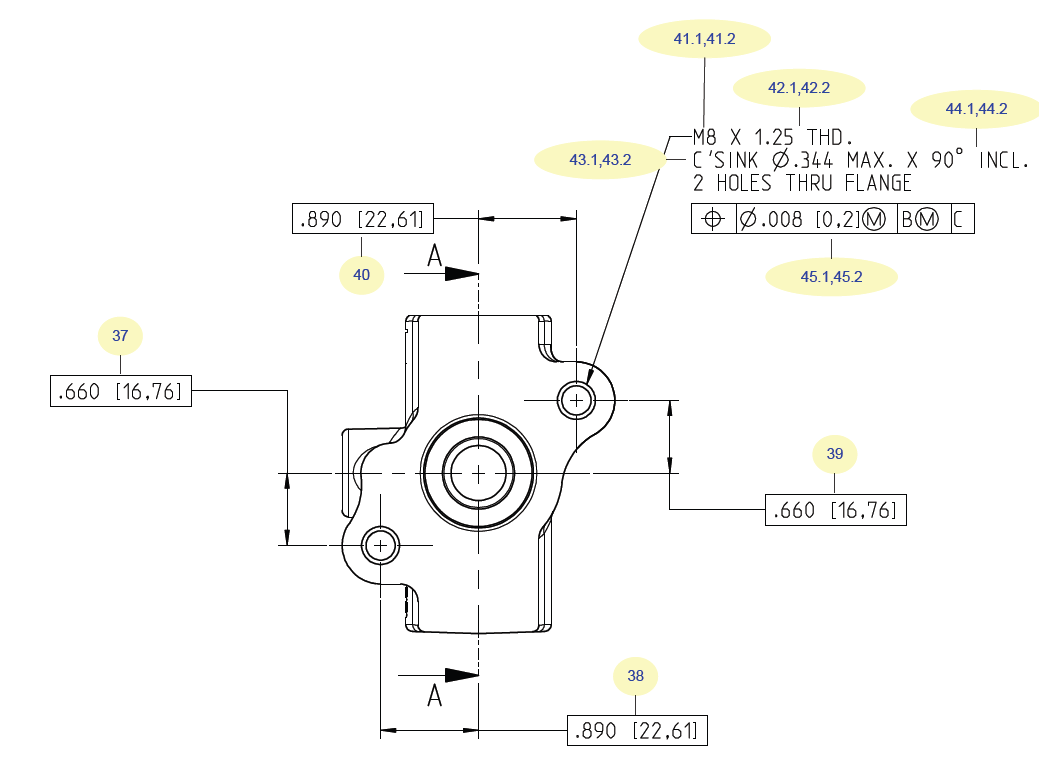 41.1,41.2
42.1,42.2
44.1,44.2
M8 X 1.25 THD.
43.1,43.2
C'SINK Ø.344 MAX. X 90° INCL.
2 HOLES THRU FLANGE
.890 [22,61]
⌖ Ø.008 [0,2]Ⓜ BⓂ C
A
40
45.1,45.2
37
.660 [16,76]
39
.660 [16,76]
38
A
.890 [22,61]